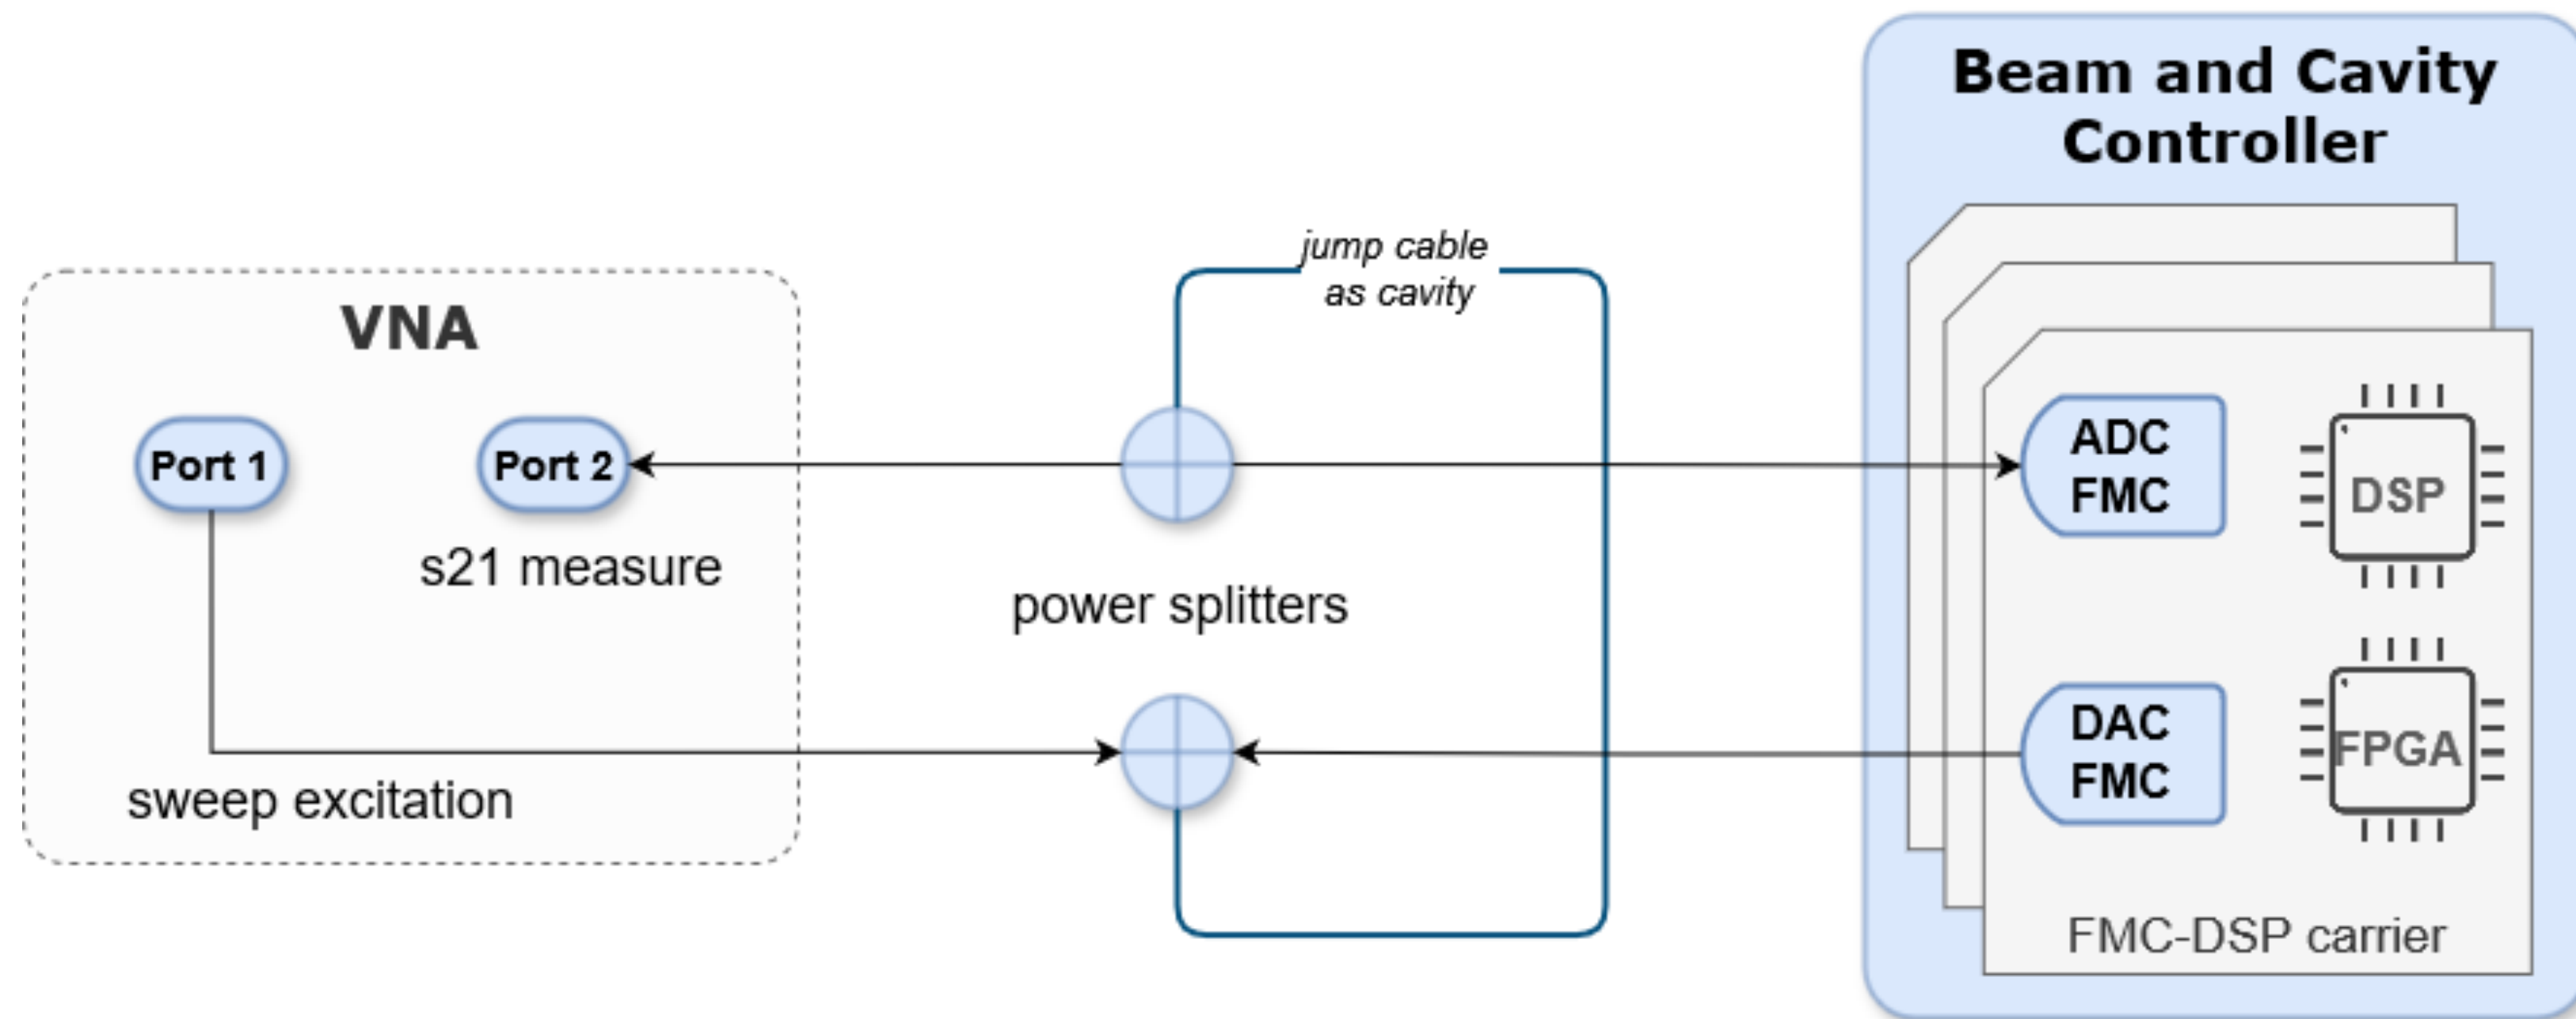 Beam and Cavity
Controller
jump cable
as cavity
VNA
Port 1
Port 2
ADC
FMC
DSP
s21 measure
power splitters
DAC
FMC
FPGA
sweep excitation
FMC-DSP carrier